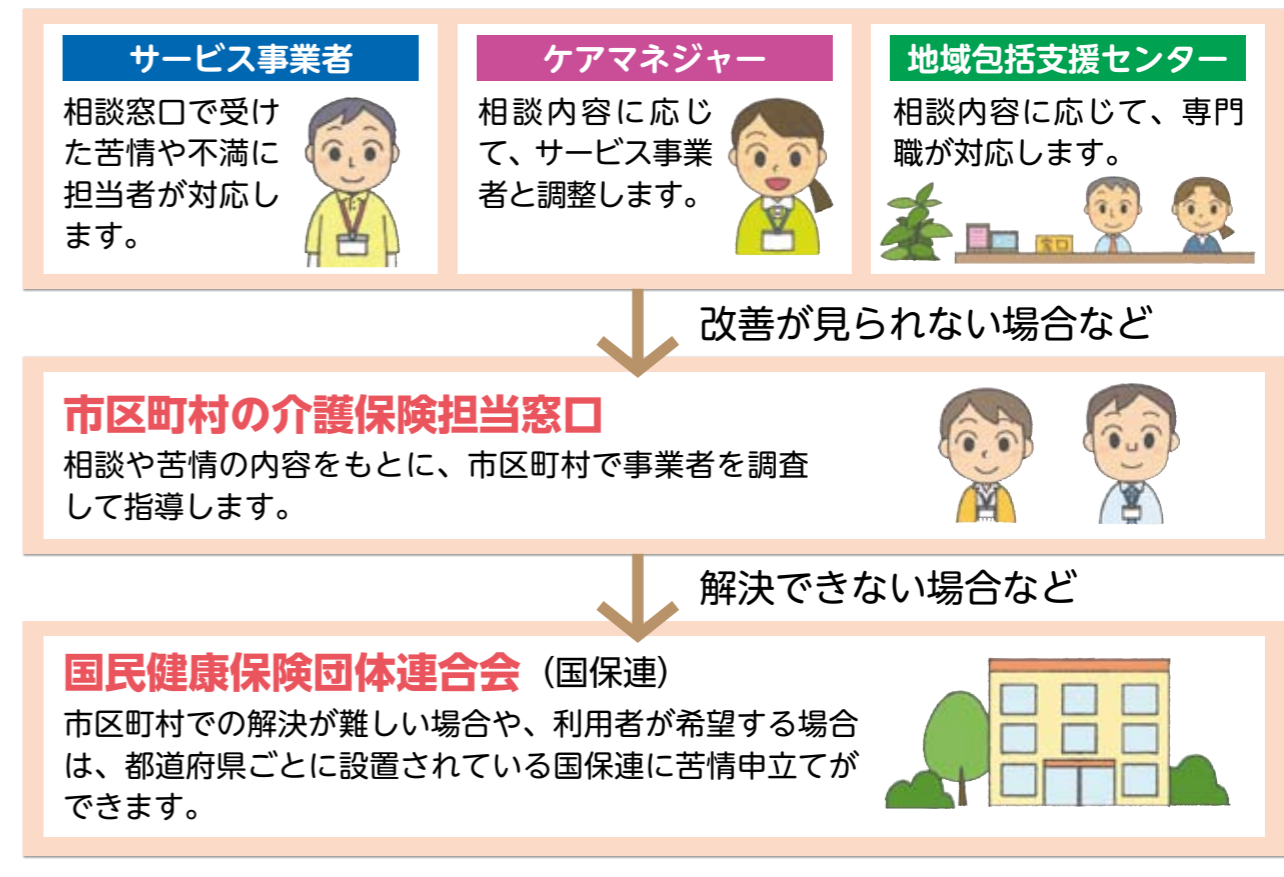 サービス事業者
相談窓口で受け
た苦情や不満に
担当者が対応し
ます。
ケアマネジャー
相談内容に応じ
て、サービス事業
者と調整します。
地域包括支援センター
相談内容に応じて、専門
職が対応します。
窓口
改善が見られない場合など
市区町村の介護保険担当窓口
相談や苦情の内容をもとに、市区町村で事業者を調査
して指導します。
解決できない場合など
国民健康保険団体連合会（国保連）
市区町村での解決が難しい場合や、利用者が希望する場合
は、都道府県ごとに設置されている国保連に苦情申立てが
できます。